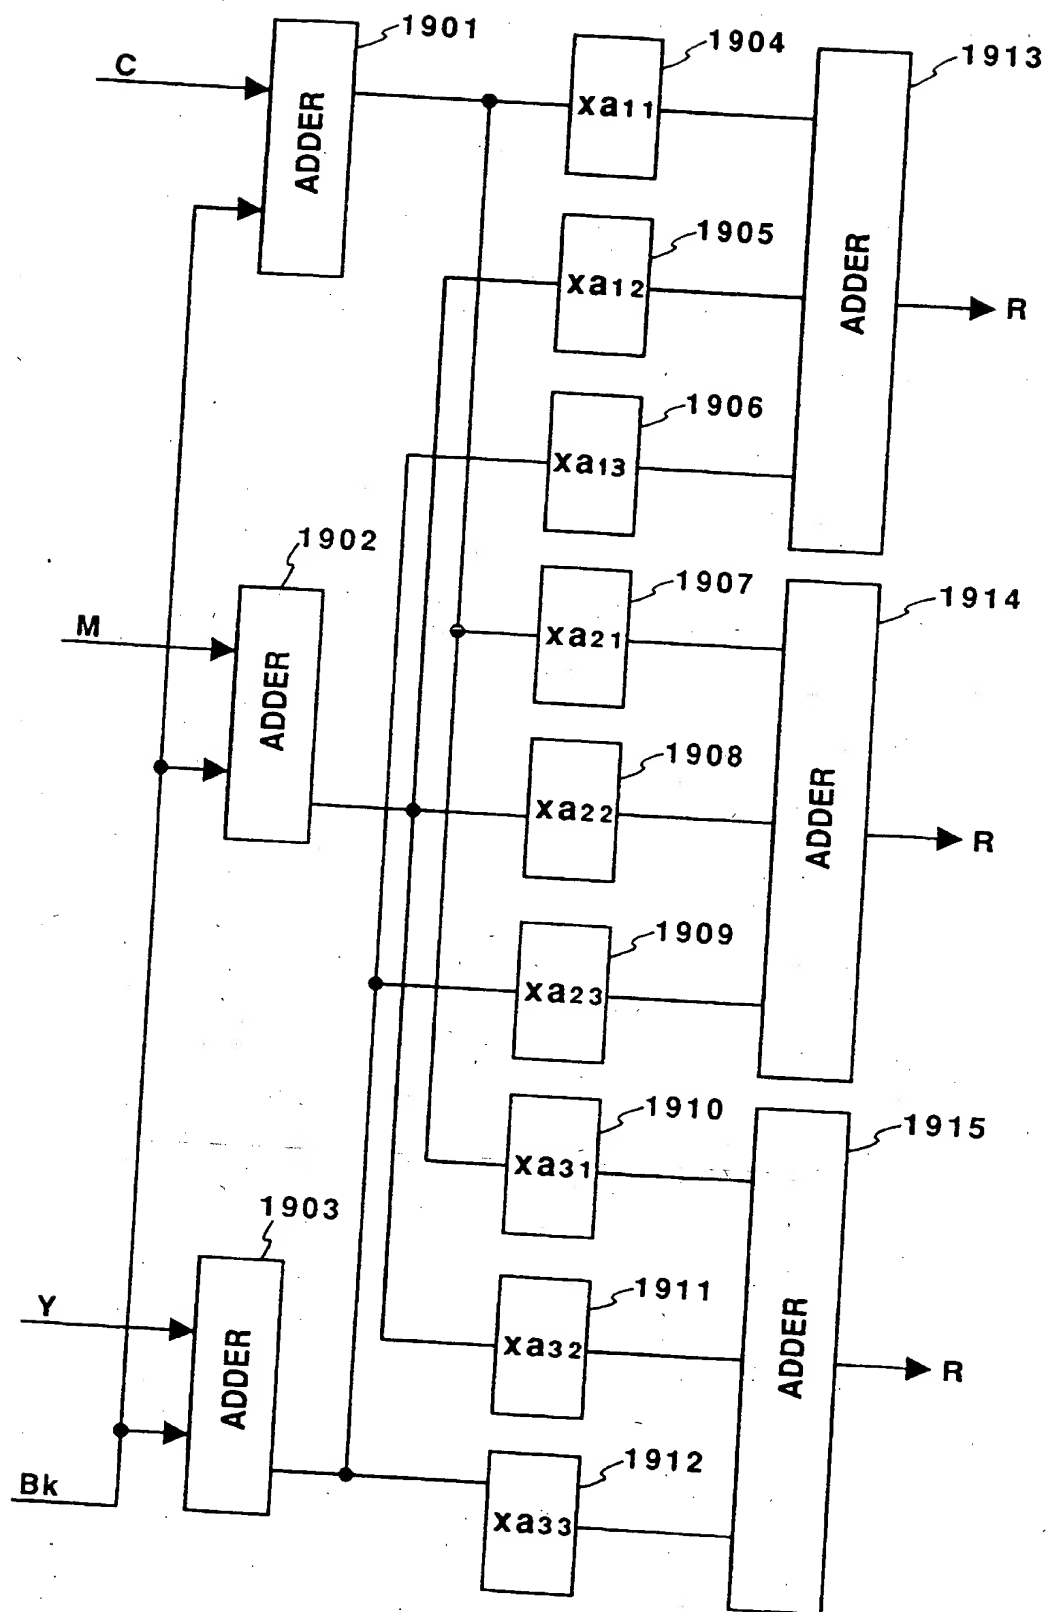 1901
C
ADDER
1904
xa11
1913
1905
xa12
ADDER
R
1906
xa13
1902
M
ADDER
1907
xa21
1914
1908
xa22
ADDER
R
1909
xa23
1910
xa31
1915
1903
Y
ADDER
1911
xa32
ADDER
R
Bk
1912
xa33